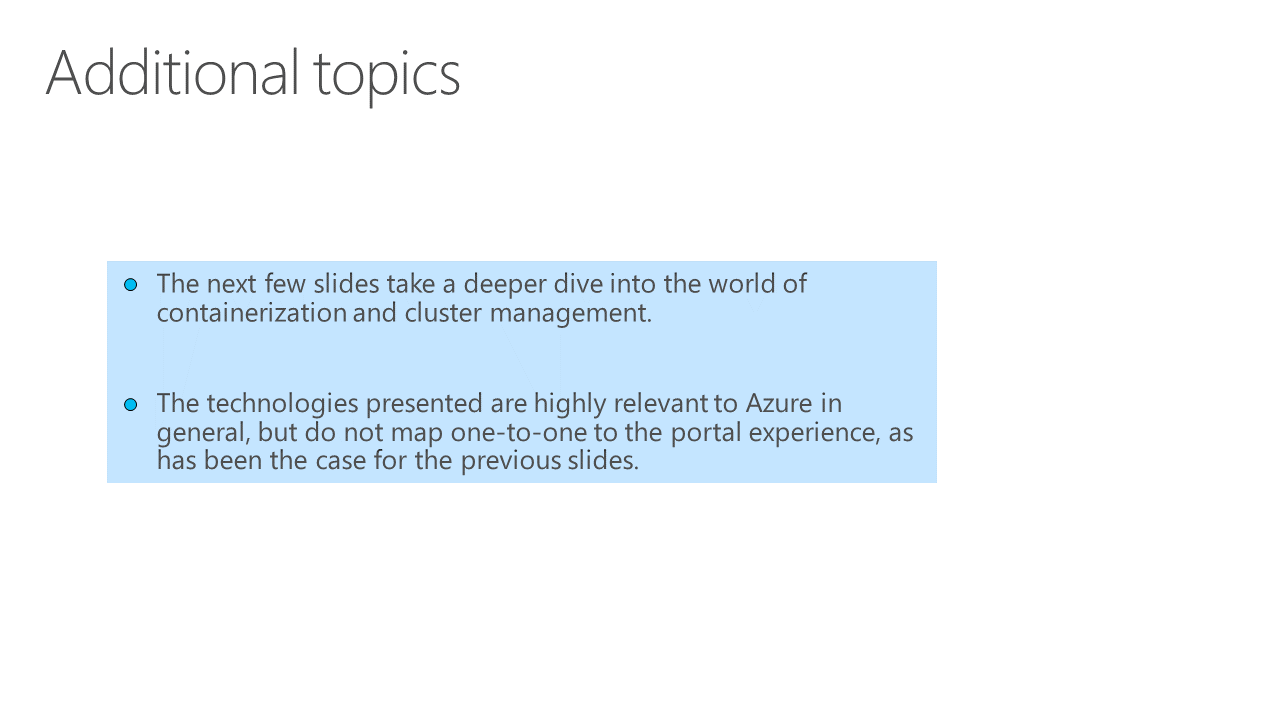 Additional topics
The next few slides take a deeper dive into the world of
containerization and cluster management.
The technologies presented are highly relevant to Azure in
general, but do not map one-to-one to the portal experience, as
has been the case for the previous slides.